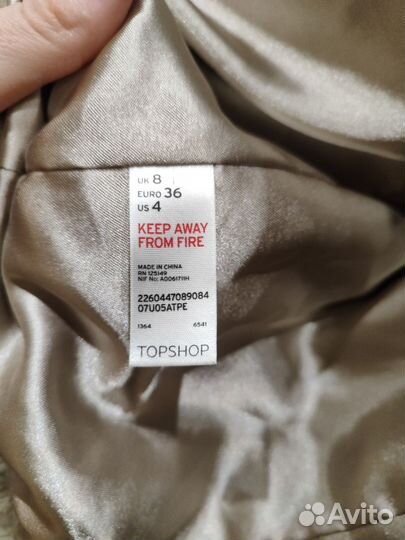 UK 8
EURO 36
US 4
KEEP AWAY
FROM FIRE
MADE IN CHINA
RN 125149
NIF No: A0061711H
2260447089084
07U05ATPE
1364 6541
TOPSHOP
Avito